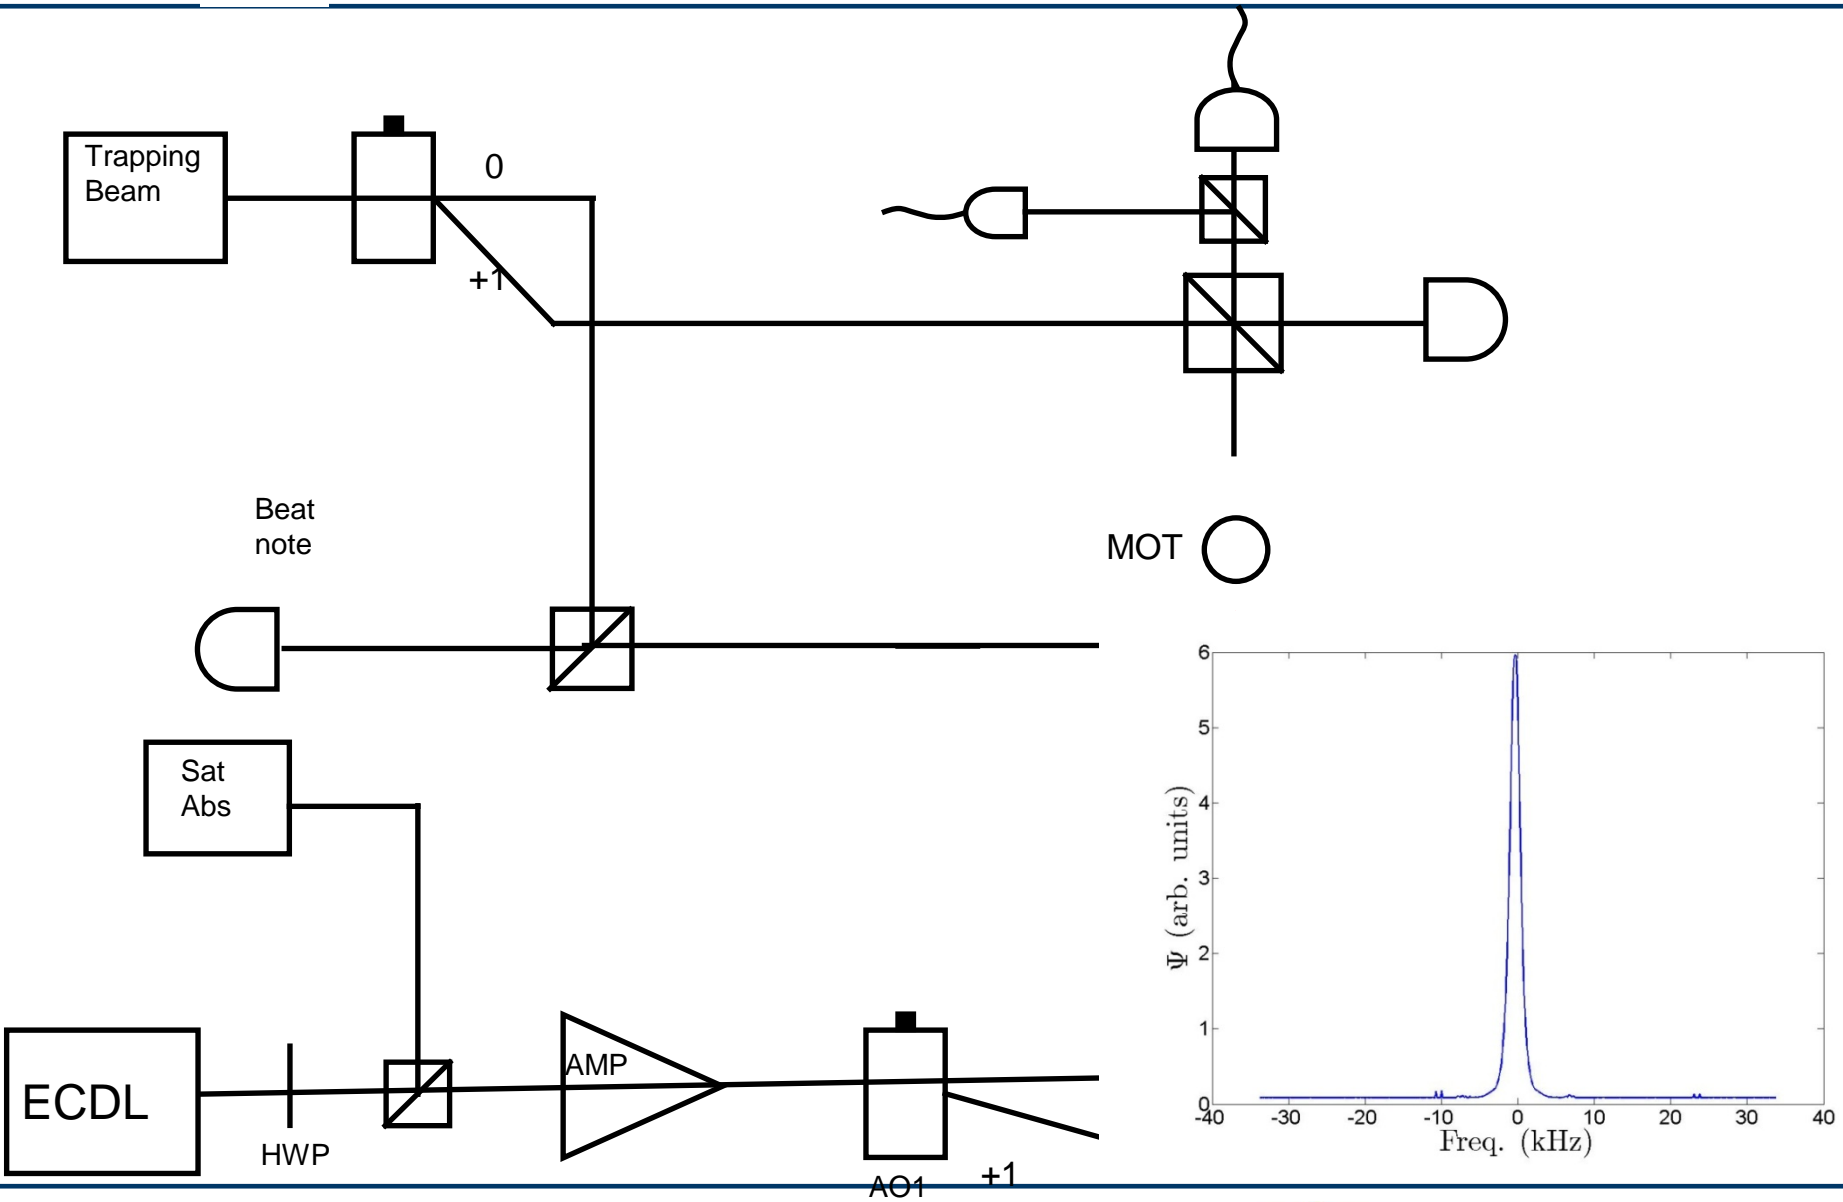 Trapping
Beam
0
+1
Beat
note
MOT
Sat
Abs
ECDL
HWP
AMP
AO1
+1
6
5
4
3
2
1
0
Ψ (arb. units)
-40 -30 -20 -10 0 10 20 30 40
Freq. (kHz)